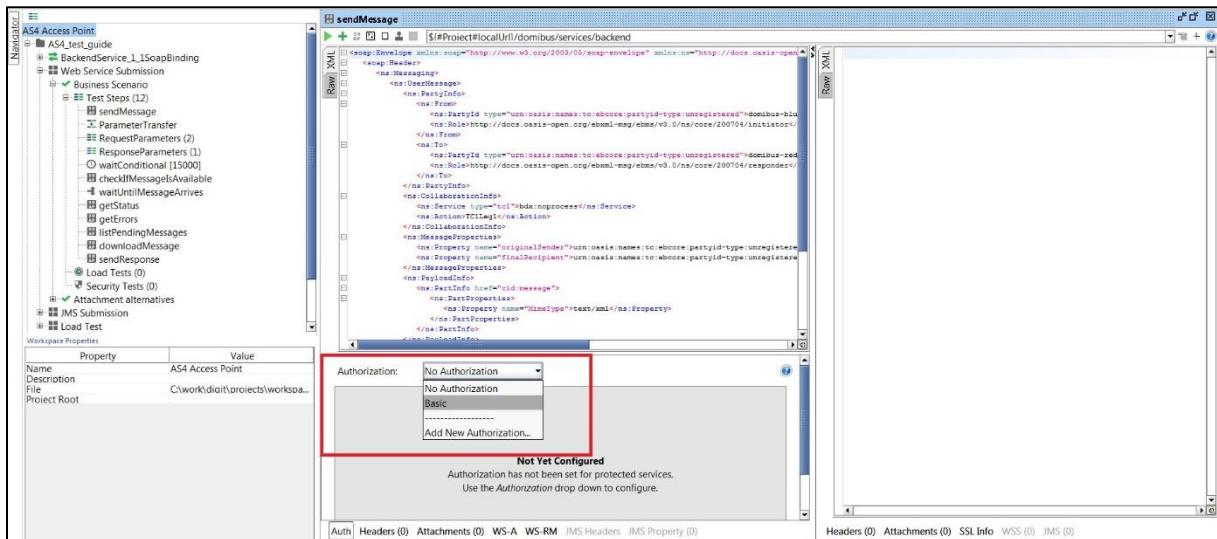 Navigator
AS4 Access Point
AS4_test_guide
BackendService_1_1SoapBinding
Web Service Submission
Business Scenario
Test Steps (12)
sendMessage
ParameterTransfer
RequestParameters (2)
ResponseParameters (1)
waitConditional [15000]
checkIfMessageIsAvailable
waitUntilMessageArrives
getStatus
getErrors
listPendingMessages
downloadMessage
sendResponse
Load Tests (0)
Security Tests (0)
Attachment alternatives
JMS Submission
Load Test
Workspace Properties
Property Value
Name AS4 Access Point
Description
File C:\work\digit\projects\workspa...
Project Root
sendMessage
${#Project#localUrl}/domibus/services/backend
XML
Raw
<soap:Envelope xmlns:soap="http://www.w3.org/2003/05/soap-envelope" xmlns:ns="http://docs.oasis-open
<soap:Header>
<ns:Messaging>
<ns:UserMessage>
<ns:PartyInfo>
<ns:From>
<ns:PartyId type="urn:oasis:names:tc:ebcore:partyid-type:unregistered">domibus-blu
<ns:Role>http://docs.oasis-open.org/ebxml-msg/ebms/v3.0/ns/core/200704/initiator</
</ns:From>
<ns:To>
<ns:PartyId type="urn:oasis:names:tc:ebcore:partyid-type:unregistered">domibus-red
<ns:Role>http://docs.oasis-open.org/ebxml-msg/ebms/v3.0/ns/core/200704/responder</
</ns:To>
</ns:PartyInfo>
<ns:CollaborationInfo>
<ns:Service type="tc1">bdx:noprocess</ns:Service>
<ns:Action>TC1Leg1</ns:Action>
</ns:CollaborationInfo>
<ns:MessageProperties>
<ns:Property name="originalSender">urn:oasis:names:tc:ebcore:partyid-type:unregistere
<ns:Property name="finalRecipient">urn:oasis:names:tc:ebcore:partyid-type:unregistere
</ns:MessageProperties>
<ns:PayloadInfo>
<ns:PartInfo href="cid:message">
<ns:PartProperties>
<ns:Property name="MimeType">text/xml</ns:Property>
</ns:PartProperties>
</ns:PartInfo>
</ns:PayloadInfo>
Authorization: No Authorization
No Authorization
Basic
------------------
Add New Authorization...
Not Yet Configured
Authorization has not been set for protected services.
Use the Authorization drop down to configure.
Auth Headers (0) Attachments (0) WS-A WS-RM JMS Headers JMS Property (0)
XML
Raw
Headers (0) Attachments (0) SSL Info WSS (0) JMS (0)